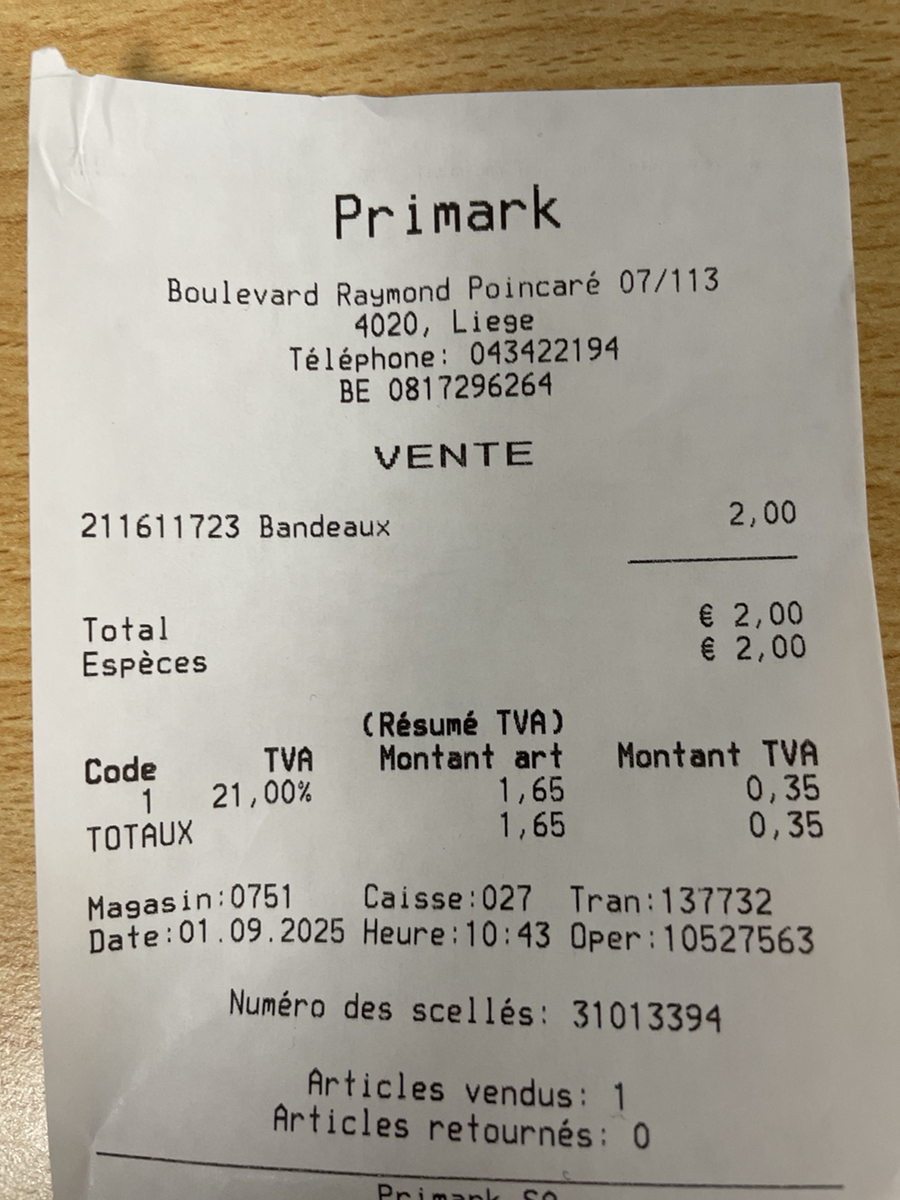 Primark
Boulevard Raymond Poincaré 07/113
4020, Liege
Téléphone: 043422194
BE 0817296264
VENTE
211611723 Bandeaux 2,00
Total € 2,00
Espèces € 2,00
(Résumé TVA)
Code TVA Montant art Montant TVA
1 21,00% 1,65 0,35
TOTAUX 1,65 0,35
Magasin:0751 Caisse:027 Tran:137732
Date:01.09.2025 Heure:10:43 Oper:10527563
Numéro des scellés: 31013394
Articles vendus: 1
Articles retournés: 0
Primark